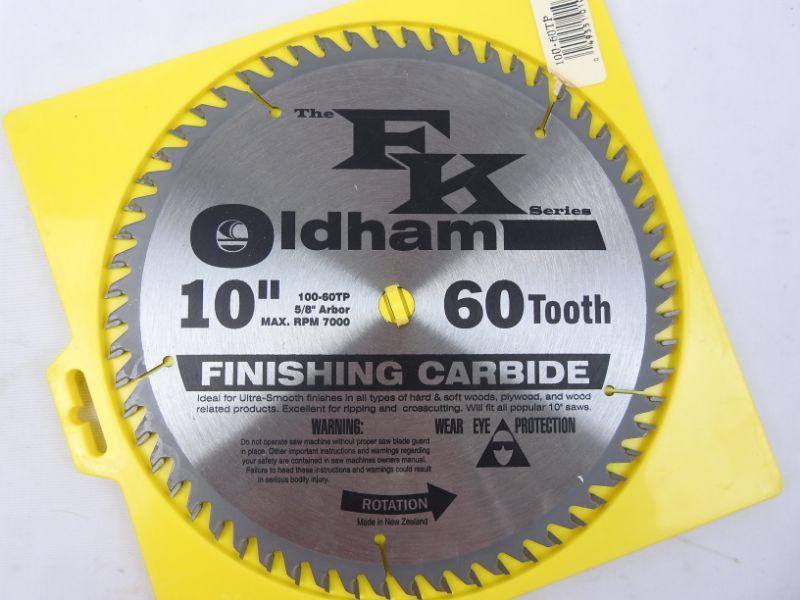 100-60TP
The FK
Series
Oldham
10" 100-60TP
5/8" Arbor
MAX. RPM 7000
60 Tooth
FINISHING CARBIDE
Ideal for Ultra-Smooth finishes in all types of hard & soft woods, plywood, and wood
related products. Excellent for ripping and crosscutting. Will fit all popular 10" saws.
WARNING:
Do not operate saw machine without proper saw blade guard
in place. Other important instructions and warnings regarding
your safety are contained in saw machines owners manual.
Failure to head these instructions and warnings could result
in serious bodily injury.
WEAR EYE PROTECTION
ROTATION
Made in New Zealand